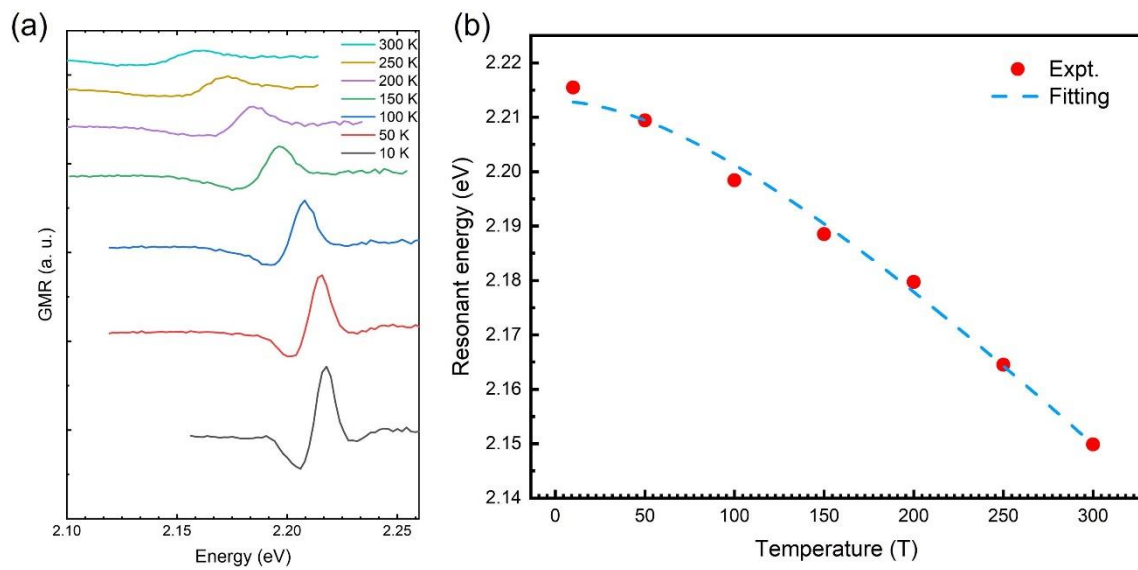 (a)
300 K
250 K
200 K
150 K
100 K
50 K
10 K
GMR (a. u.)
2.10
2.15
2.20
2.25
Energy (eV)
(b)
Expt.
Fitting
2.22
2.21
2.20
2.19
2.18
2.17
2.16
2.15
2.14
Resonant energy (eV)
0
50
100
150
200
250
300
Temperature (T)